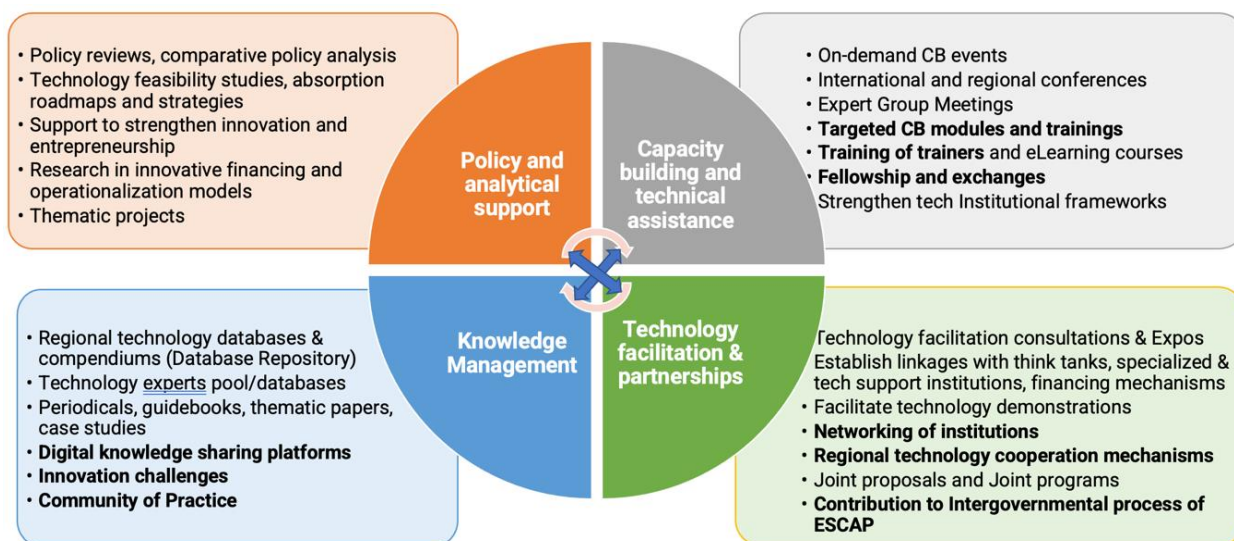 • Policy reviews, comparative policy analysis
• Technology feasibility studies, absorption
roadmaps and strategies
• Support to strengthen innovation and
entrepreneurship
• Research in innovative financing and
operationalization models
• Thematic projects
Policy and
analytical
support
Capacity
building and
technical
assistance
• On-demand CB events
• International and regional conferences
• Expert Group Meetings
• Targeted CB modules and trainings
• Training of trainers and eLearning courses
• Fellowship and exchanges
Strengthen tech Institutional frameworks
• Regional technology databases &
compendiums (Database Repository)
• Technology experts pool/databases
• Periodicals, guidebooks, thematic papers,
case studies
• Digital knowledge sharing platforms
• Innovation challenges
• Community of Practice
Knowledge
Management
Technology
facilitation &
partnerships
Technology facilitation consultations & Expos
Establish linkages with think tanks, specialized &
tech support institutions, financing mechanisms
• Facilitate technology demonstrations
• Networking of institutions
• Regional technology cooperation mechanisms
• Joint proposals and Joint programs
• Contribution to Intergovernmental process of
ESCAP